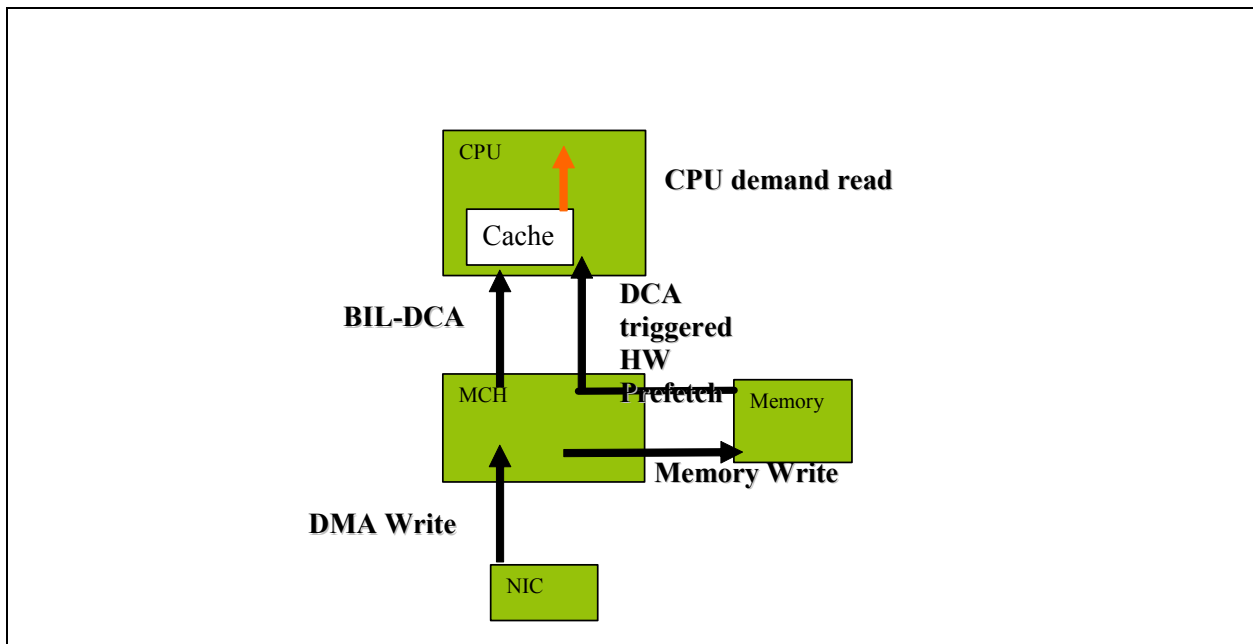 CPU
CPU demand read
Cache
BIL-DCA
DCA
triggered
HW
Prefetch
MCH
Memory
Memory Write
DMA Write
NIC